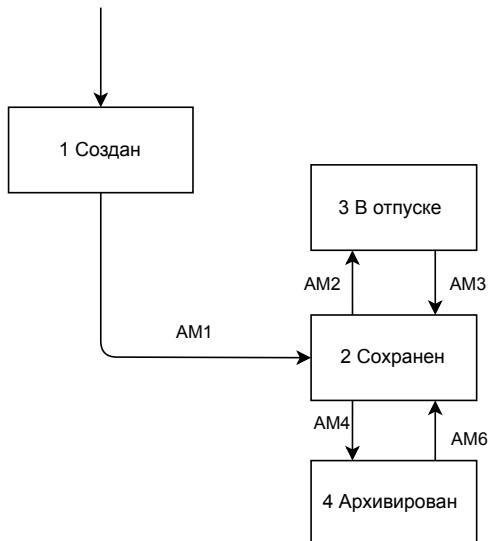 1 Создан
3 В отпуске
AM2
AM3
AM1
2 Сохранен
AM4
AM6
4 Архивирован